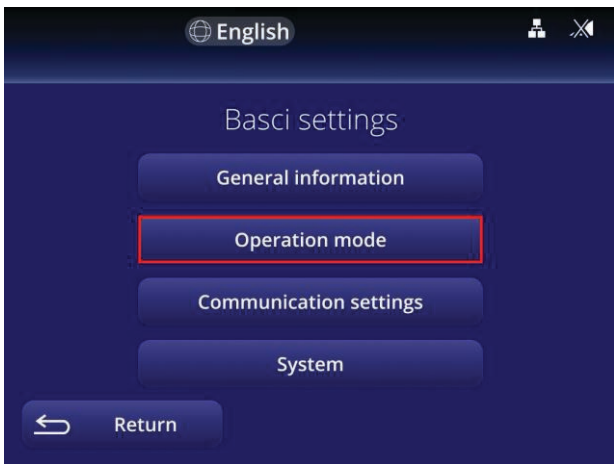 English
Basci settings
General information
Operation mode
Communication settings
System
Return